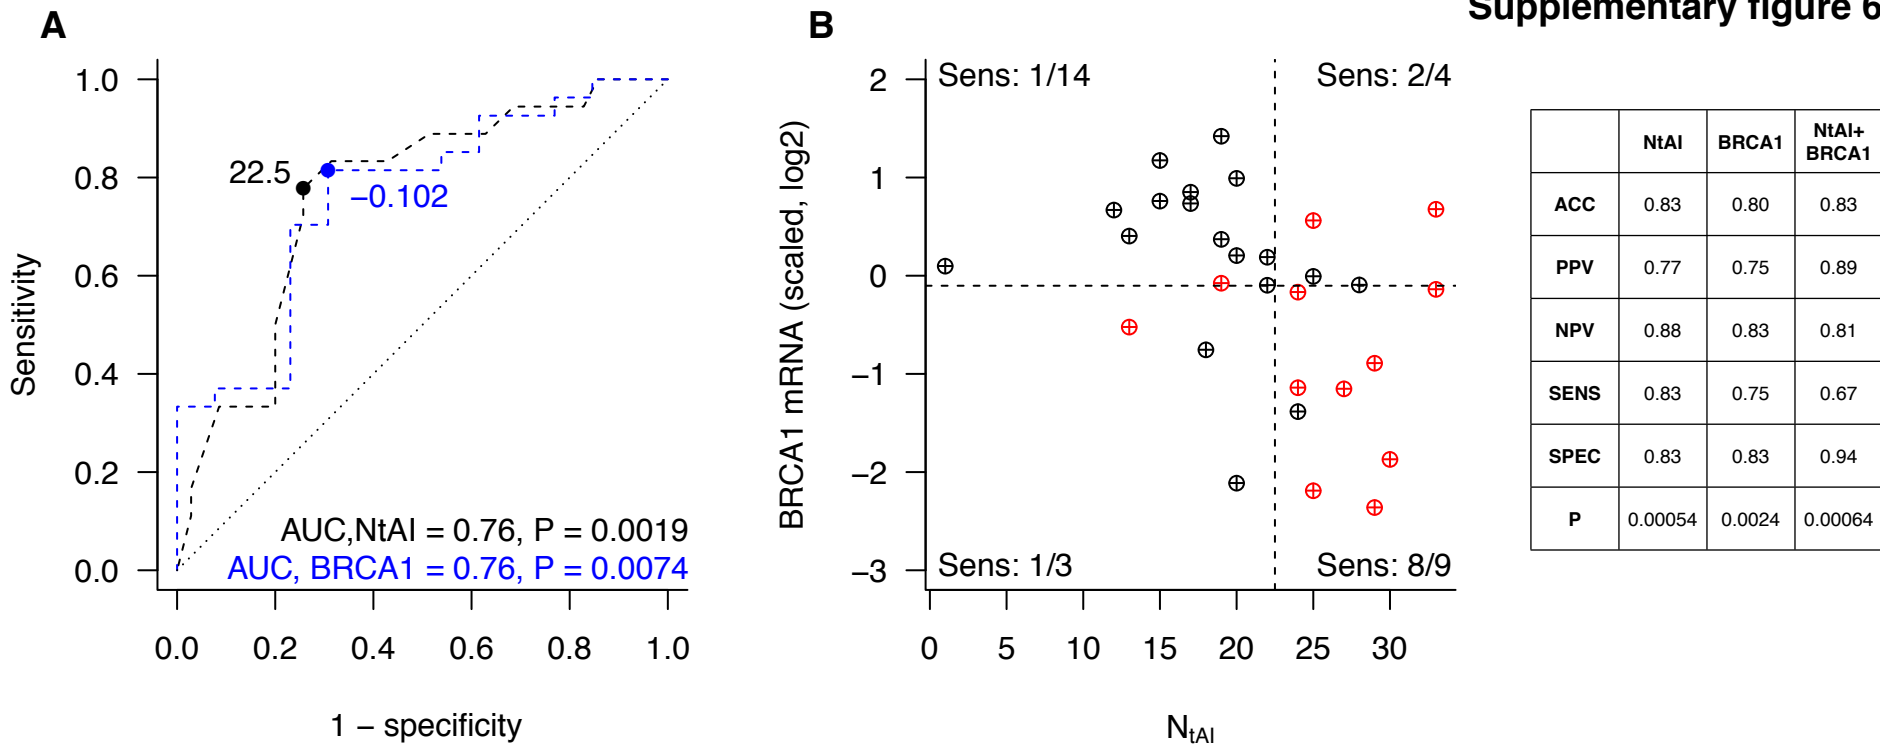 Supplementary figure 6
A
Sensitivity
1.0
0.8
0.6
0.4
0.2
0.0
22.5
−0.102
AUC,NtAI = 0.76, P = 0.0019
AUC, BRCA1 = 0.76, P = 0.0074
0.0 0.2 0.4 0.6 0.8 1.0
1 − specificity
B
BRCA1 mRNA (scaled, log2)
2
1
0
−1
−2
−3
Sens: 1/14 Sens: 2/4
Sens: 1/3 Sens: 8/9
0 5 10 15 20 25 30
NtAI
NtAI BRCA1 NtAI+
BRCA1
ACC 0.83 0.80 0.83
PPV 0.77 0.75 0.89
NPV 0.88 0.83 0.81
SENS 0.83 0.75 0.67
SPEC 0.83 0.83 0.94
P 0.00054 0.0024 0.00064